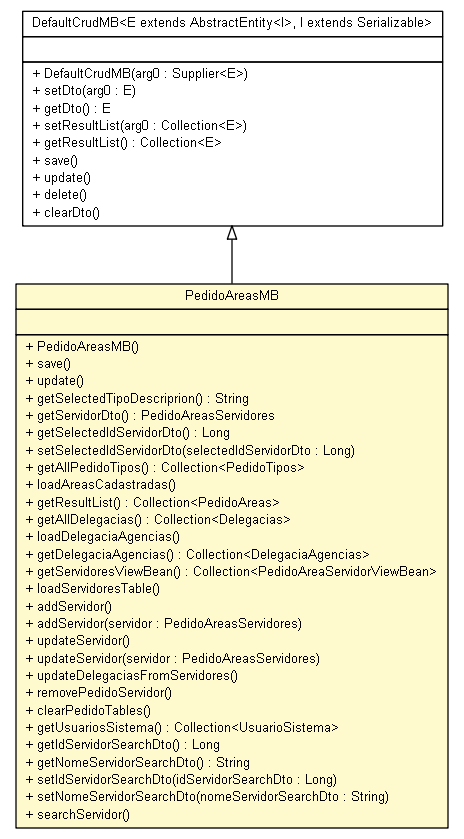 DefaultCrudMB<E extends AbstractEntity<I>, I extends Serializable>
+ DefaultCrudMB(arg0 : Supplier<E>)
+ setDto(arg0 : E)
+ getDto() : E
+ setResultList(arg0 : Collection<E>)
+ getResultList() : Collection<E>
+ save()
+ update()
+ delete()
+ clearDto()
PedidoAreasMB
+ PedidoAreasMB()
+ save()
+ update()
+ getSelectedTipoDescriprion() : String
+ getServidorDto() : PedidoAreasServidores
+ getSelectedIdServidorDto() : Long
+ setSelectedIdServidorDto(selectedIdServidorDto : Long)
+ getAllPedidoTipos() : Collection<PedidoTipos>
+ loadAreasCadastradas()
+ getResultList() : Collection<PedidoAreas>
+ getAllDelegacias() : Collection<Delegacias>
+ loadDelegaciaAgencias()
+ getDelegaciaAgencias() : Collection<DelegaciaAgencias>
+ getServidoresViewBean() : Collection<PedidoAreaServidorViewBean>
+ loadServidoresTable()
+ addServidor()
+ addServidor(servidor : PedidoAreasServidores)
+ updateServidor()
+ updateServidor(servidor : PedidoAreasServidores)
+ updateDelegaciasFromServidores()
+ removePedidoServidor()
+ clearPedidoTables()
+ getUsuariosSistema() : Collection<UsuarioSistema>
+ getIdServidorSearchDto() : Long
+ getNomeServidorSearchDto() : String
+ setIdServidorSearchDto(idServidorSearchDto : Long)
+ setNomeServidorSearchDto(nomeServidorSearchDto : String)
+ searchServidor()